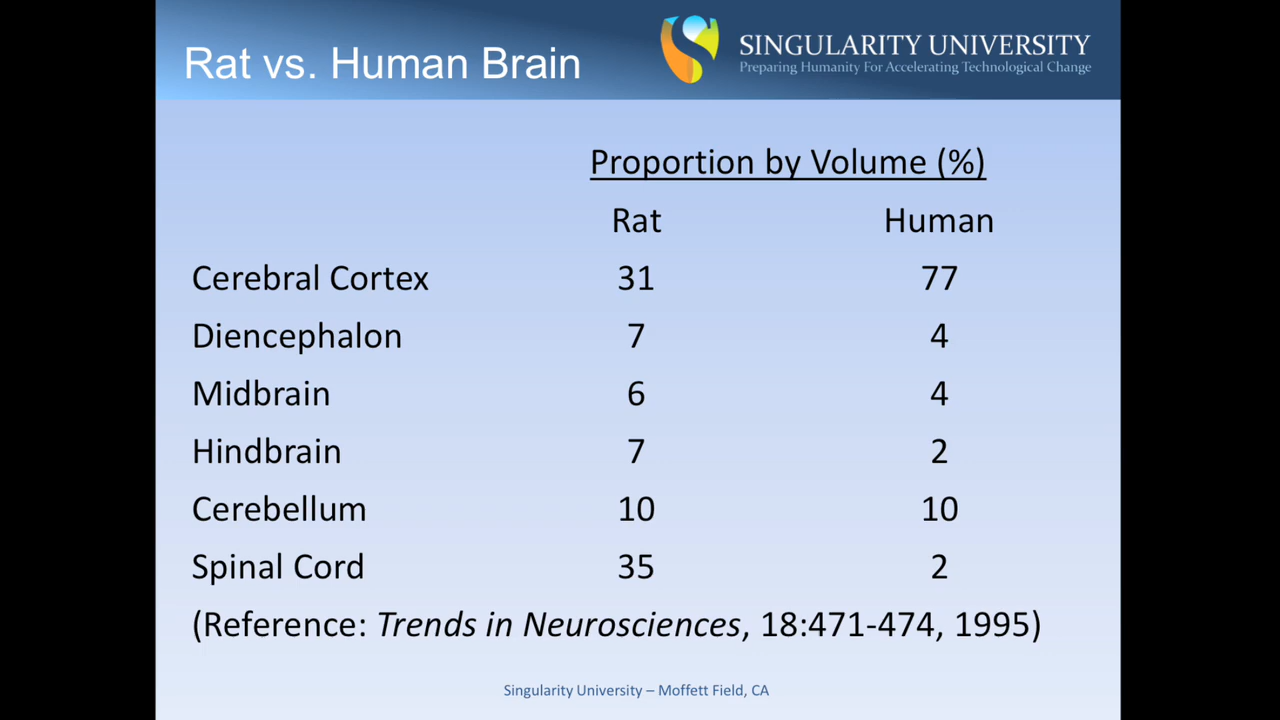 Rat vs. Human Brain
SINGULARITY UNIVERSITY
Preparing Humanity For Accelerating Technological Change
Proportion by Volume (%)
Rat Human
Cerebral Cortex 31 77
Diencephalon 7 4
Midbrain 6 4
Hindbrain 7 2
Cerebellum 10 10
Spinal Cord 35 2
(Reference: Trends in Neurosciences, 18:471-474, 1995)
Singularity University – Moffett Field, CA